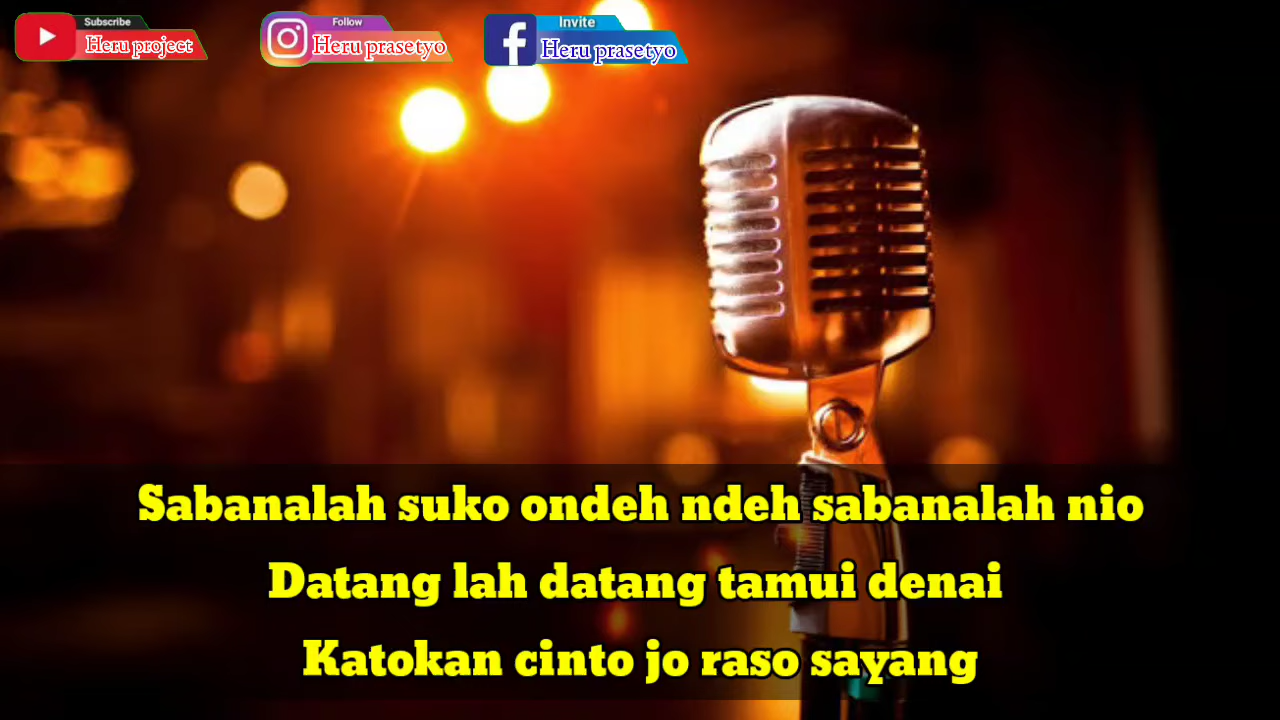 Subscribe
Heru project
Follow
Heru prasetyo
Invite
Heru prasetyo
Sabanalah suko ondeh ndeh sabanalah nio
Datang lah datang tamui denai
Katokan cinto jo raso sayang